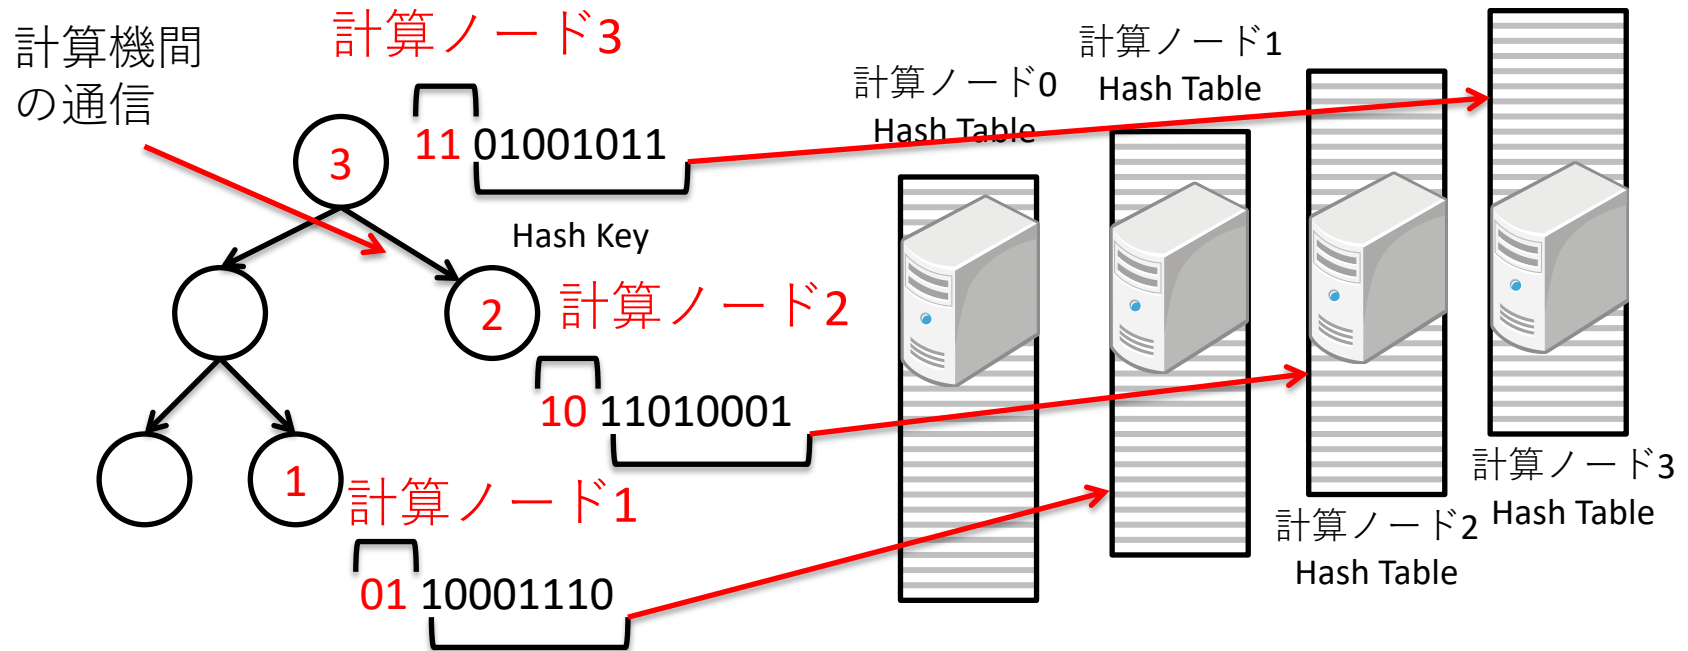 計算機間
の通信
計算ノード3
3
11 01001011
Hash Key
2
計算ノード2
10 11010001
1
計算ノード1
01 10001110
計算ノード0
Hash Table
計算ノード1
Hash Table
計算ノード2
Hash Table
計算ノード3
Hash Table